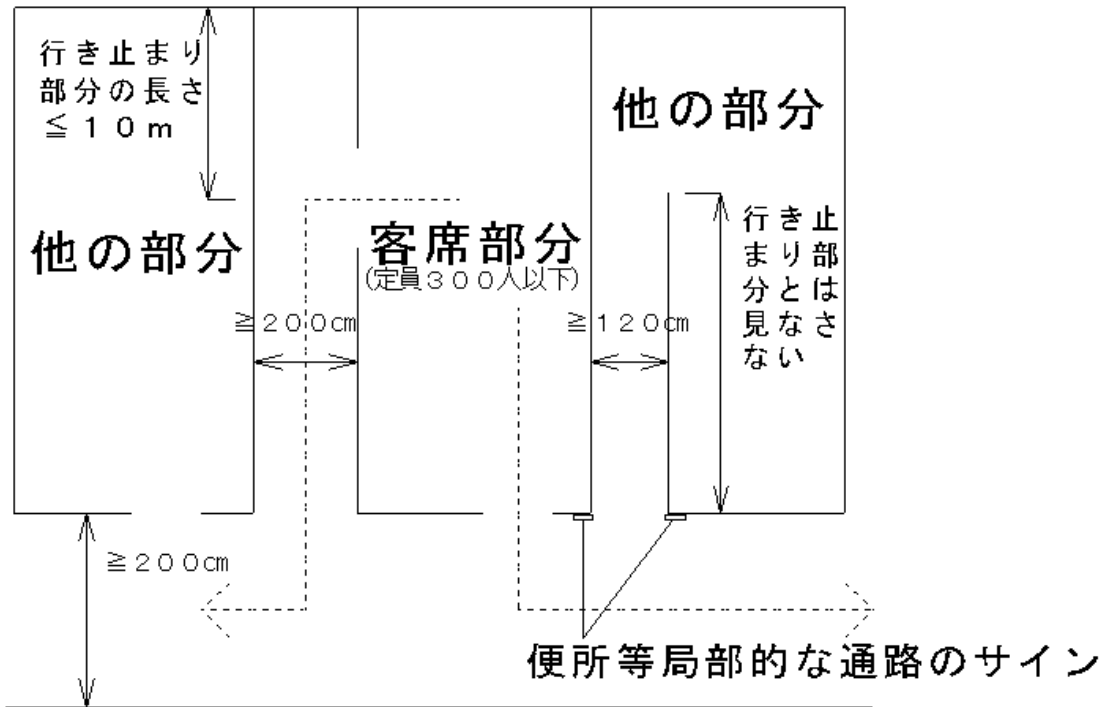 行き止まり
部分の長さ
≦１０ｍ
他の部分
他の部分
客席部分
(定員３００人以下)
行き止
まり部
分とは
見なさ
ない
≧２００㎝
≧１２０㎝
≧２００㎝
便所等局部的な通路のサイン